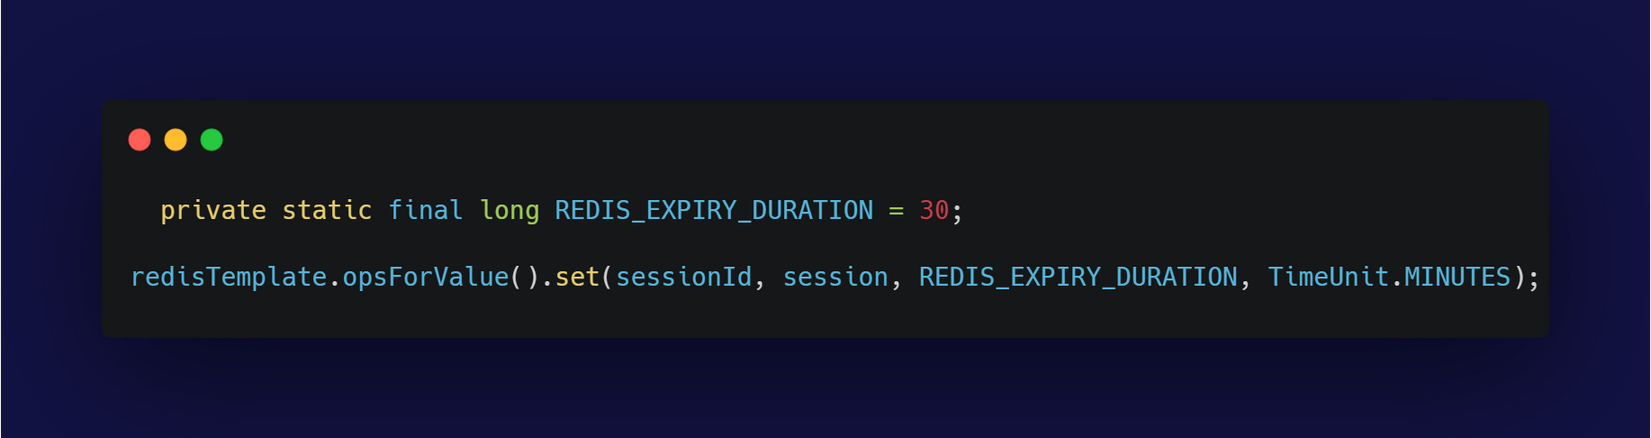 private static final long REDIS_EXPIRY_DURATION = 30;
redisTemplate.opsForValue().set(sessionId, session, REDIS_EXPIRY_DURATION, TimeUnit.MINUTES);